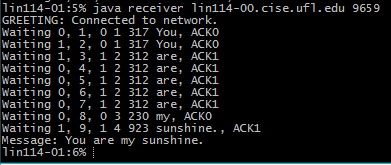 lin114-01:5% java receiver lin114-00.cise.ufl.edu 9659
GREETING: Connected to network.
Waiting 0, 1, 0 1 317 You, ACK0
Waiting 1, 2, 0 1 317 You, ACK0
Waiting 1, 3, 1 2 312 are, ACK1
Waiting 0, 4, 1 2 312 are, ACK1
Waiting 0, 5, 1 2 312 are, ACK1
Waiting 0, 6, 1 2 312 are, ACK1
Waiting 0, 7, 1 2 312 are, ACK1
Waiting 0, 8, 0 3 230 my, ACK0
Waiting 1, 9, 1 4 923 sunshine., ACK1
Message: You are my sunshine.
lin114-01:6%